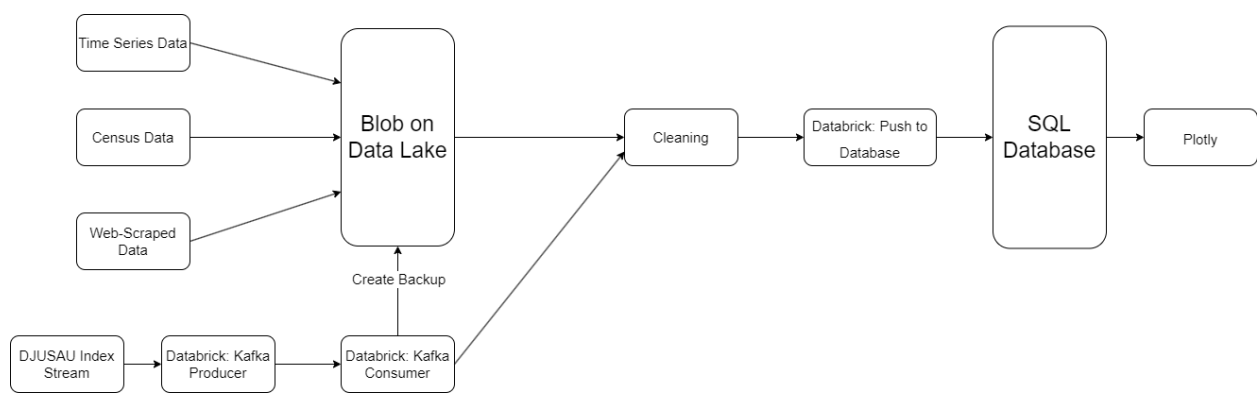 Time Series Data
Census Data
Web-Scraped
Data
Blob on
Data Lake
Create Backup
DJUSAU Index
Stream
Databrick: Kafka
Producer
Databrick: Kafka
Consumer
Cleaning
Databrick: Push to
Database
SQL
Database
Plotly